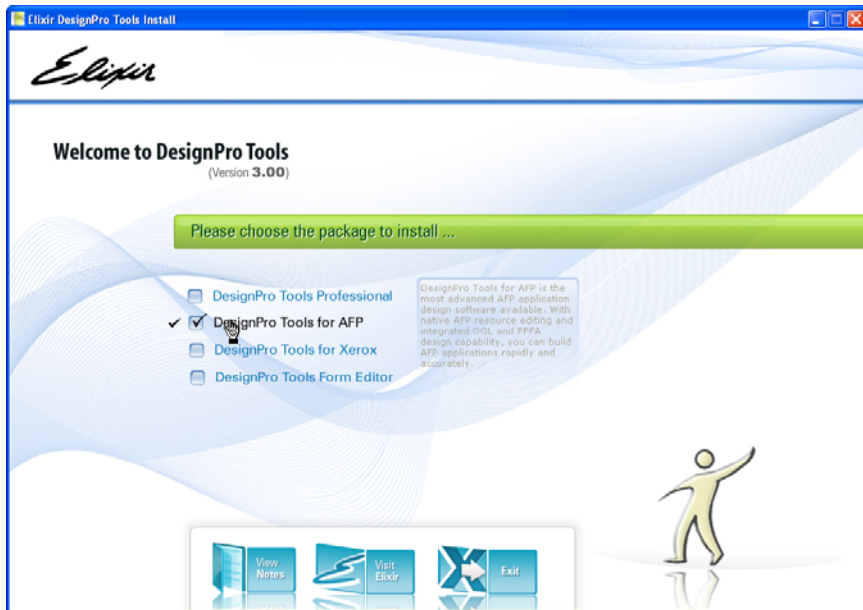 Elixir DesignPro Tools Install
Elixir
Welcome to DesignPro Tools
(Version 3.00)
Please choose the package to install ...
DesignPro Tools Professional
DesignPro Tools for AFP
DesignPro Tools for Xerox
DesignPro Tools Form Editor
DesignPro Tools for AFP is the
most advanced AFP application
design software available. With
native AFP resource editing and
integrated OGL and PPFA
design capability, you can build
AFP applications rapidly and
accurately.
View
Notes
Visit
Elixir
Exit